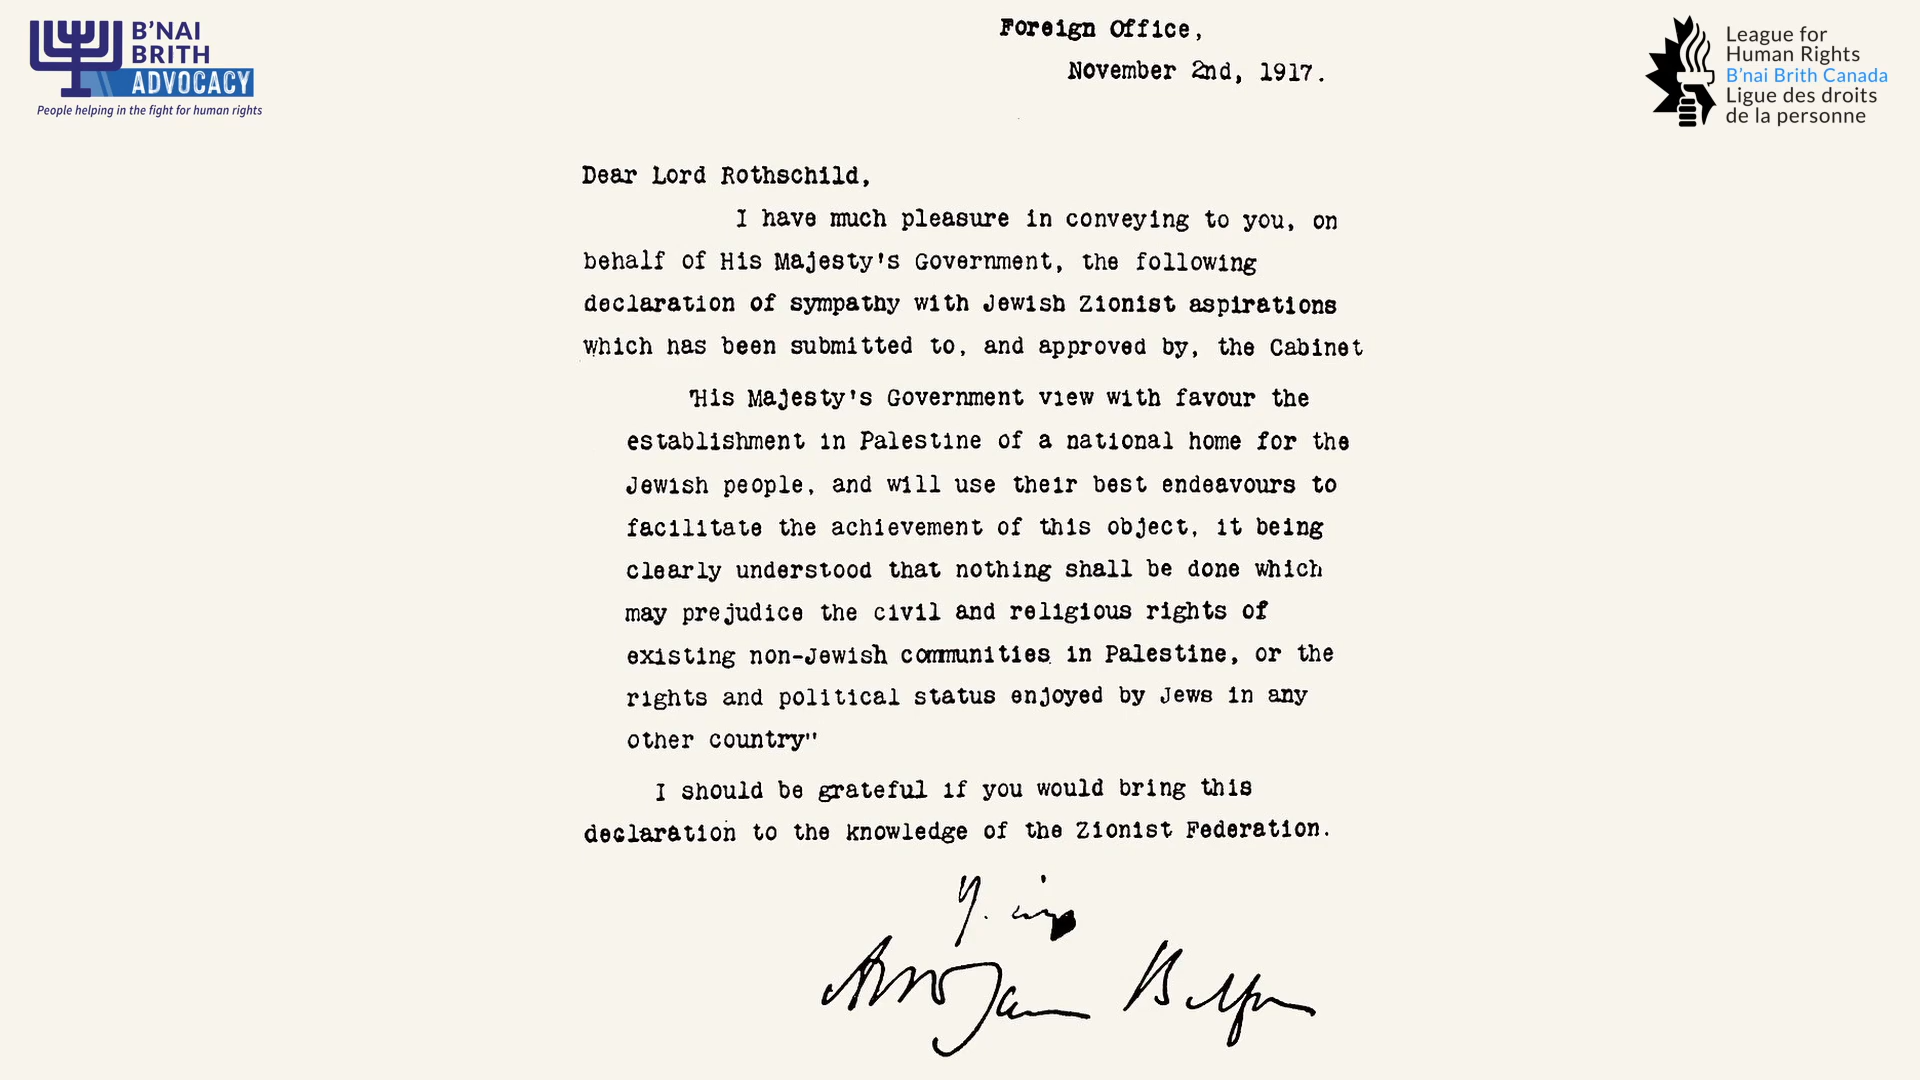 B'NAI
BRITH
ADVOCACY
People helping in the fight for human rights
League for
Human Rights
B'nai Brith Canada
Ligue des droits
de la personne
Foreign Office,
November 2nd, 1917.
Dear Lord Rothschild,
I have much pleasure in conveying to you, on
behalf of His Majesty's Government, the following
declaration of sympathy with Jewish Zionist aspirations
which has been submitted to, and approved by, the Cabinet
'His Majesty's Government view with favour the
establishment in Palestine of a national home for the
Jewish people, and will use their best endeavours to
facilitate the achievement of this object, it being
clearly understood that nothing shall be done which
may prejudice the civil and religious rights of
existing non-Jewish communities in Palestine, or the
rights and political status enjoyed by Jews in any
other country"
I should be grateful if you would bring this
declaration to the knowledge of the Zionist Federation.
Arthur James Balfour